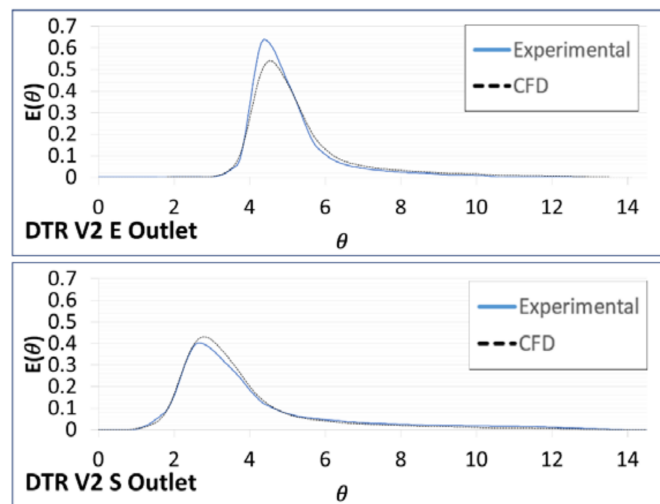 0.7
0.6
0.5
0.4
0.3
0.2
0.1
0
E(θ)
Experimental
CFD
0 2 4 6 8 10 12 14
DTR V2 E Outlet
θ
0.7
0.6
0.5
0.4
0.3
0.2
0.1
0
E(θ)
Experimental
CFD
0 2 4 6 8 10 12 14
DTR V2 S Outlet
θ